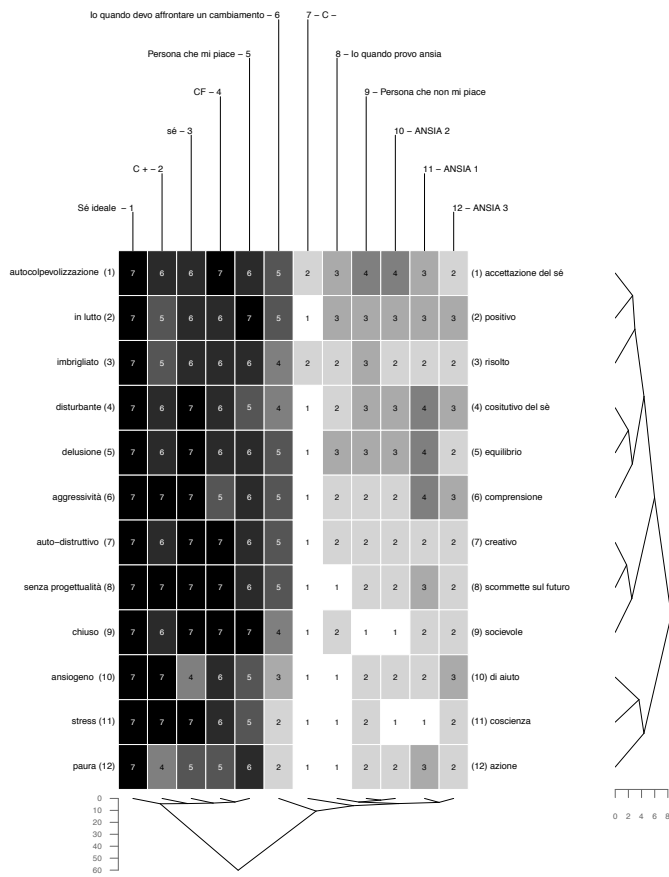 Io quando devo affrontare un cambiamento – 6
7 – C –
Persona che mi piace – 5
8 – Io quando provo ansia
CF – 4
9 – Persona che non mi piace
sé – 3
10 – ANSIA 2
C + – 2
11 – ANSIA 1
Sé ideale – 1
12 – ANSIA 3
autocolpevolizzazione (1) 7 6 6 7 6 5 2 3 4 4 3 2 (1) accettazione del sé
in lutto (2) 7 5 6 6 7 5 1 3 3 3 3 3 (2) positivo
imbrigliato (3) 7 5 6 6 6 4 2 2 3 2 2 2 (3) risolto
disturbante (4) 7 6 7 6 5 4 1 2 3 3 4 3 (4) cositutivo del sè
delusione (5) 7 6 7 6 6 5 1 3 3 3 4 2 (5) equilibrio
aggressività (6) 7 7 7 5 6 5 1 2 2 2 4 3 (6) comprensione
auto–distruttivo (7) 7 6 7 7 6 5 1 2 2 2 2 2 (7) creativo
senza progettualità (8) 7 7 7 7 6 5 1 1 2 2 3 2 (8) scommette sul futuro
chiuso (9) 7 6 7 7 7 4 1 2 1 1 2 2 (9) socievole
ansiogeno (10) 7 7 4 6 5 3 1 1 2 2 2 3 (10) di aiuto
stress (11) 7 7 7 6 5 2 1 1 2 1 1 2 (11) coscienza
paura (12) 7 4 5 5 6 2 1 1 2 2 3 2 (12) azione
0
10
20
30
40
50
60
0 2 4 6 8